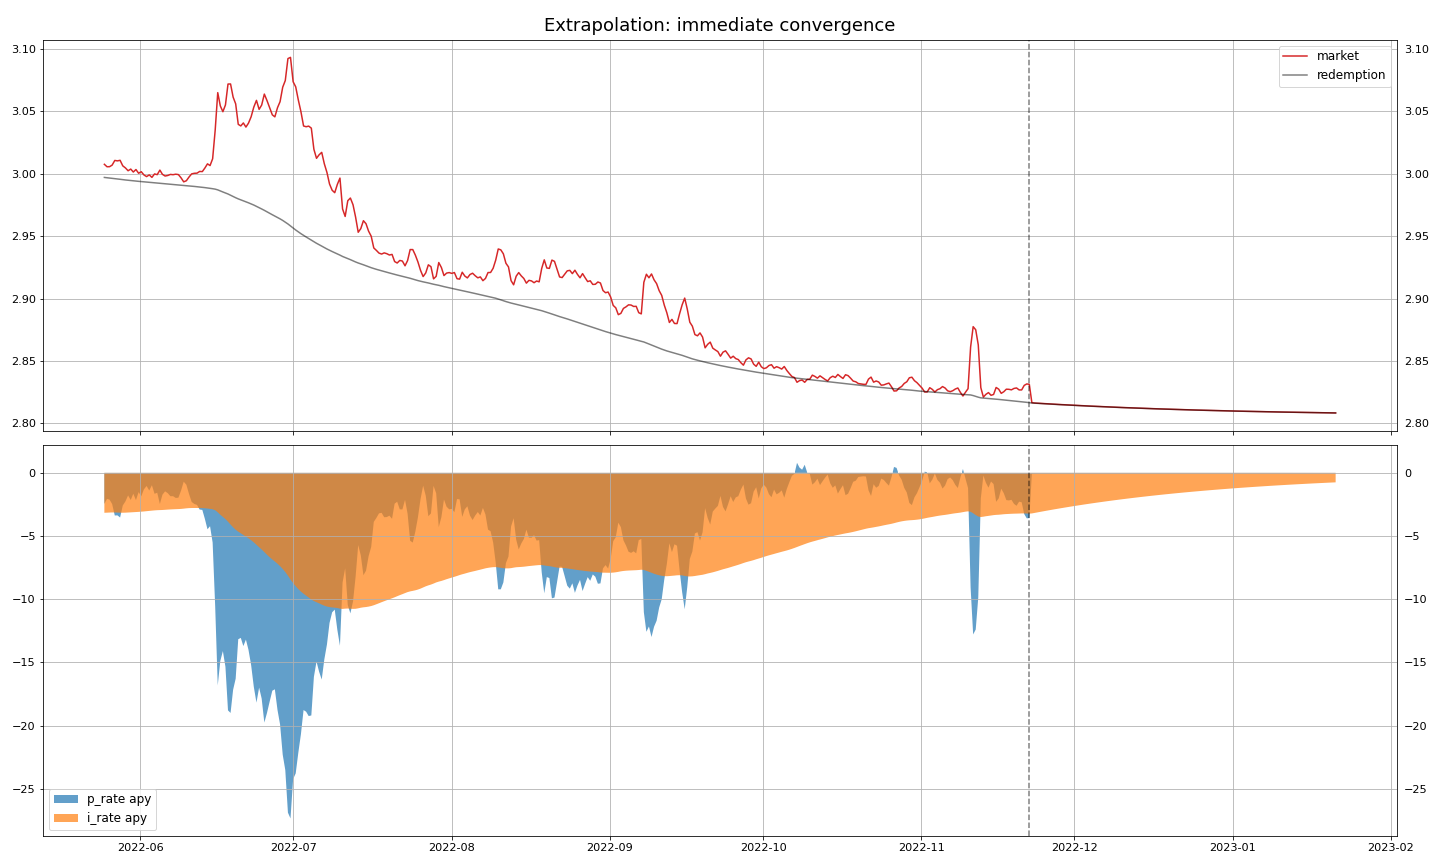 Extrapolation: immediate convergence
market
redemption
3.10 3.10
3.05 3.05
3.00 3.00
2.95 2.95
2.90 2.90
2.85 2.85
2.80 2.80
0 0
−5 −5
−10 −10
−15 −15
−20 −20
−25 −25
p_rate apy
i_rate apy
2022-06 2022-07 2022-08 2022-09 2022-10 2022-11 2022-12 2023-01 2023-02